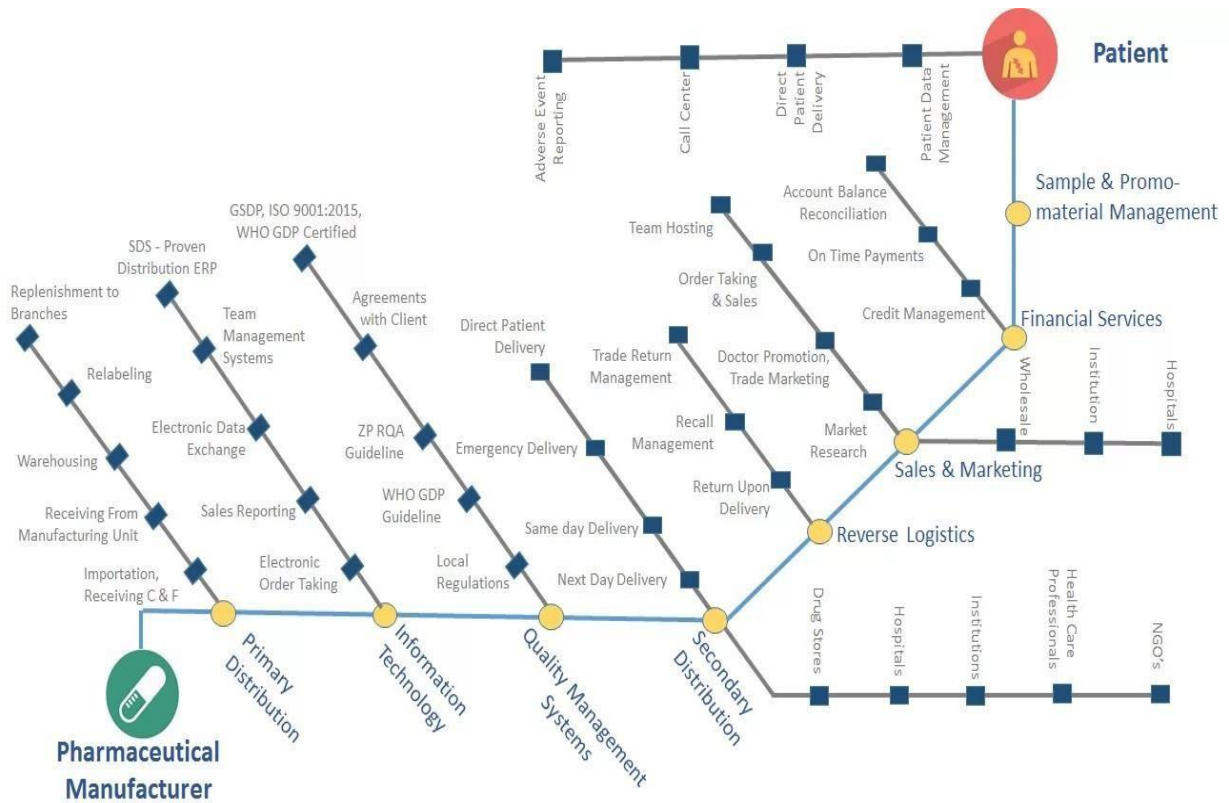 Patient
Adverse Event
Reporting
Call Center
Direct
Patient
Delivery
Patient Data
Management
Sample & Promo-
material Management
Account Balance
Reconciliation
On Time Payments
Credit Management
Financial Services
Team Hosting
Order Taking
& Sales
Doctor Promotion,
Trade Marketing
Market
Research
Sales & Marketing
Wholesale
Institution
Hospitals
Trade Return
Management
Recall
Management
Return Upon
Delivery
Reverse Logistics
Direct Patient
Delivery
Emergency Delivery
Same day Delivery
Next Day Delivery
Secondary
Distribution
Drug Stores
Hospitals
Institutions
Health Care
Professionals
NGO's
GSDP, ISO 9001:2015,
WHO GDP Certified
Agreements
with Client
ZP RQA
Guideline
WHO GDP
Guideline
Local
Regulations
Quality Management
Systems
SDS - Proven
Distribution ERP
Team
Management
Systems
Electronic Data
Exchange
Sales Reporting
Electronic
Order Taking
Information
Technology
Replenishment to
Branches
Relabeling
Warehousing
Receiving From
Manufacturing Unit
Importation,
Receiving C & F
Primary
Distribution
Pharmaceutical
Manufacturer